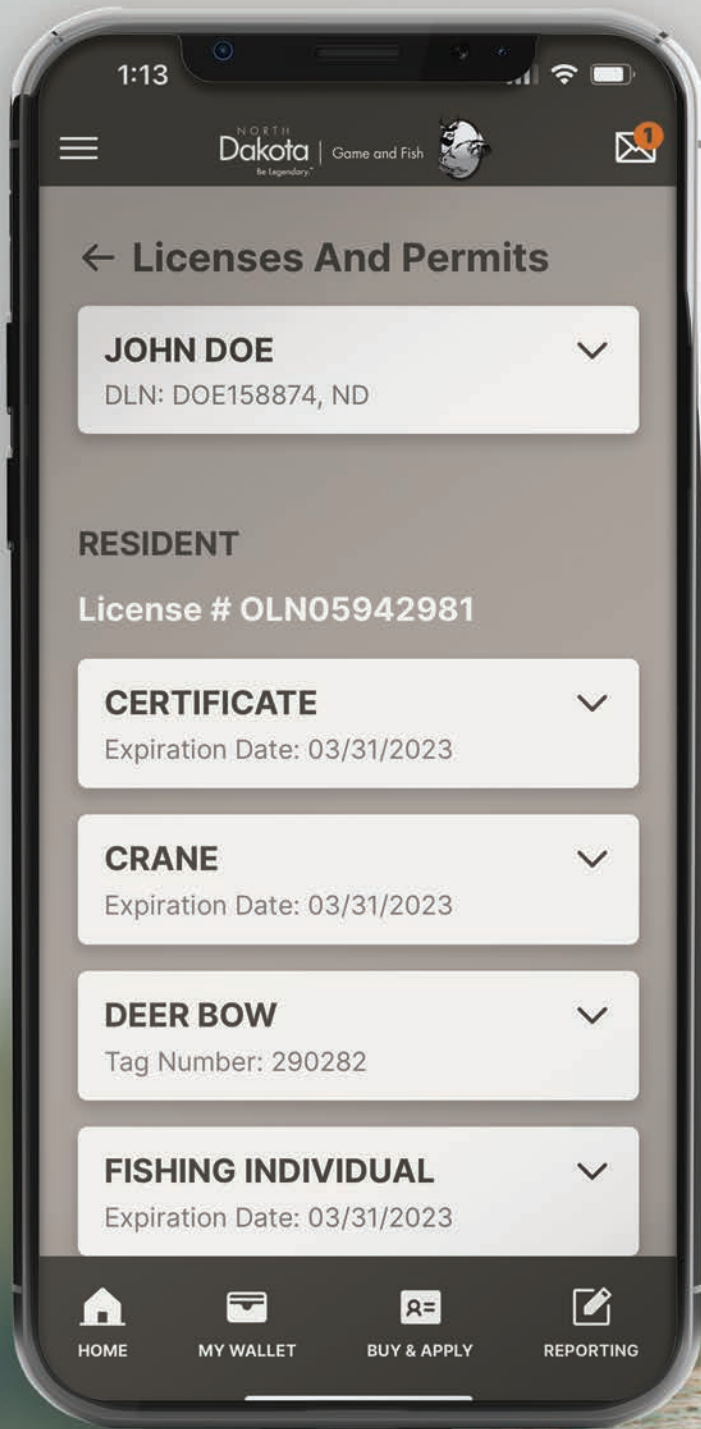 1:13
NORTH
Dakota | Game and Fish
Be Legendary.™
1
Licenses And Permits
JOHN DOE
DLN: DOE158874, ND
RESIDENT
License # OLN05942981
CERTIFICATE
Expiration Date: 03/31/2023
CRANE
Expiration Date: 03/31/2023
DEER BOW
Tag Number: 290282
FISHING INDIVIDUAL
Expiration Date: 03/31/2023
HOME MY WALLET BUY & APPLY REPORTING